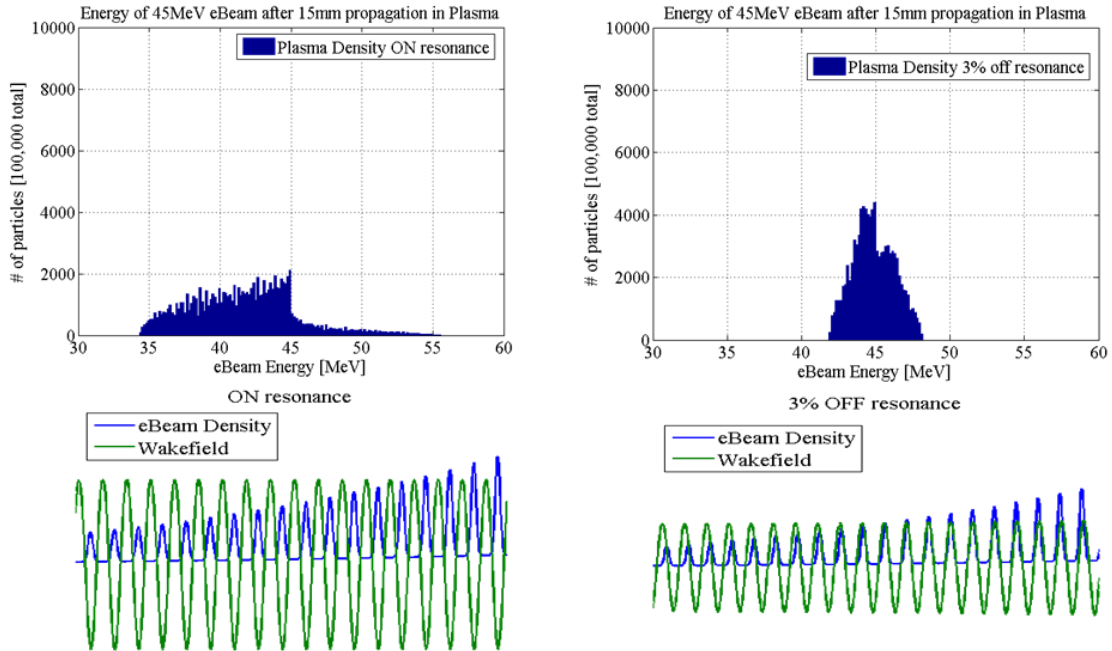 Energy of 45MeV eBeam after 15mm propagation in Plasma
10000
8000
6000
4000
2000
0
# of particles [100,000 total]
Plasma Density ON resonance
30 35 40 45 50 55 60
eBeam Energy [MeV]
ON resonance
eBeam Density
Wakefield
Energy of 45MeV eBeam after 15mm propagation in Plasma
10000
8000
6000
4000
2000
0
# of particles [100,000 total]
Plasma Density 3% off resonance
30 35 40 45 50 55 60
eBeam Energy [MeV]
3% OFF resonance
eBeam Density
Wakefield